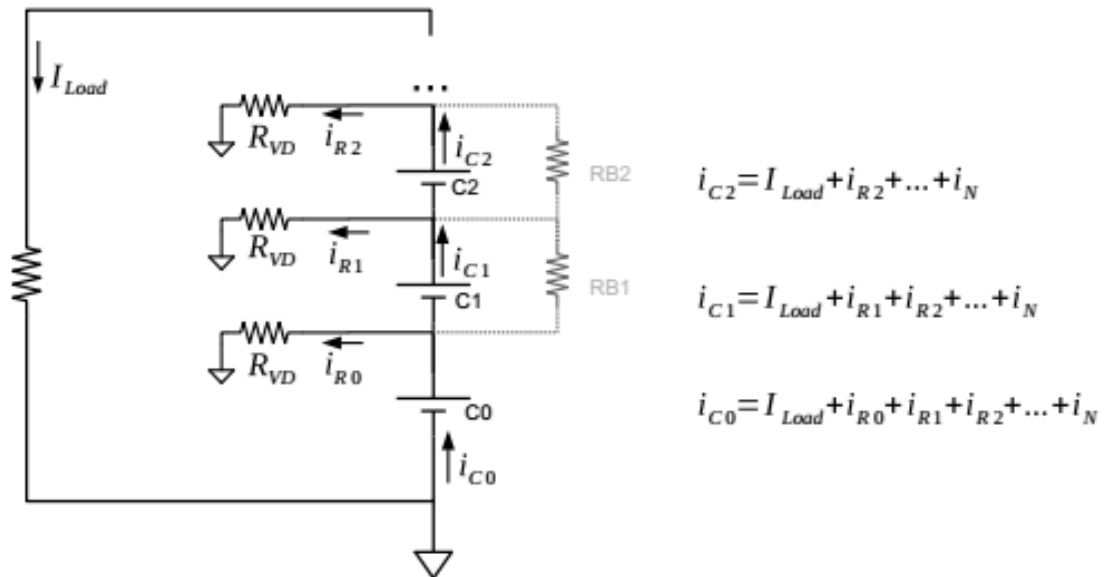 I_Load
...
R_VD
i_R2
i_C2
C2
RB2
i_C2=I_Load+i_R2+...+i_N
R_VD
i_R1
i_C1
C1
RB1
i_C1=I_Load+i_R1+i_R2+...+i_N
R_VD
i_R0
C0
i_C0=I_Load+i_R0+i_R1+i_R2+...+i_N
i_C0